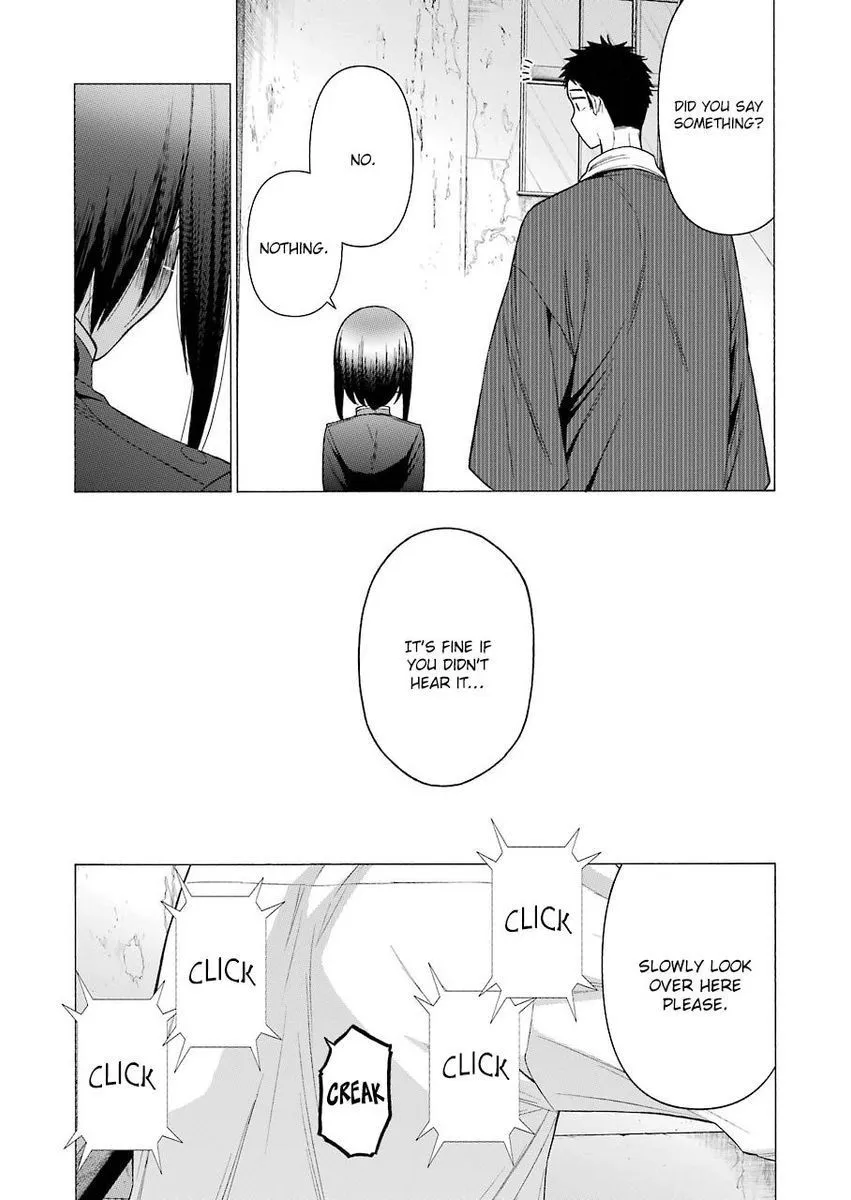 DID YOU SAY
SOMETHING?
NO.
NOTHING.
IT'S FINE IF
YOU DIDN'T
HEAR IT...
SLOWLY LOOK
OVER HERE
PLEASE.
CLICK
CLICK
CREAK
CLICK
CLICK